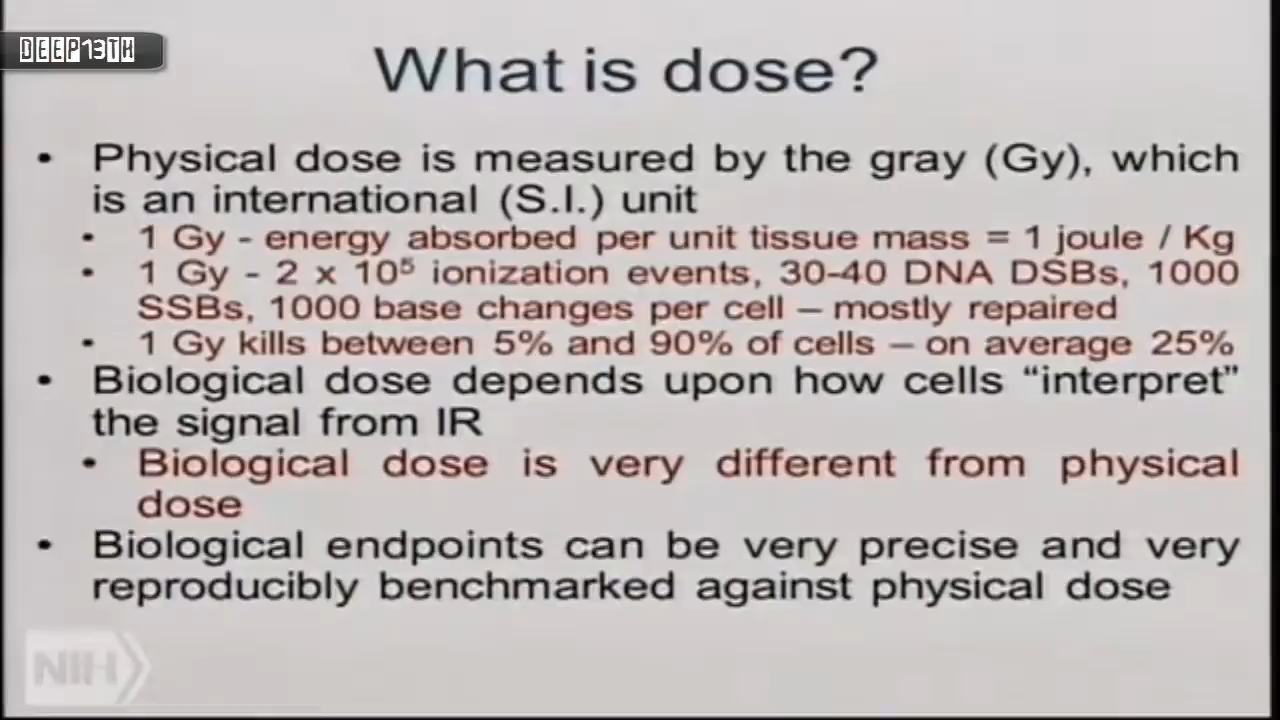 DEEP13TH
What is dose?
• Physical dose is measured by the gray (Gy), which
is an international (S.I.) unit
• 1 Gy - energy absorbed per unit tissue mass = 1 joule / Kg
• 1 Gy - 2 x 10⁵ ionization events, 30-40 DNA DSBs, 1000
SSBs, 1000 base changes per cell – mostly repaired
• 1 Gy kills between 5% and 90% of cells – on average 25%
• Biological dose depends upon how cells “interpret”
the signal from IR
• Biological dose is very different from physical
dose
• Biological endpoints can be very precise and very
reproducibly benchmarked against physical dose
NIH